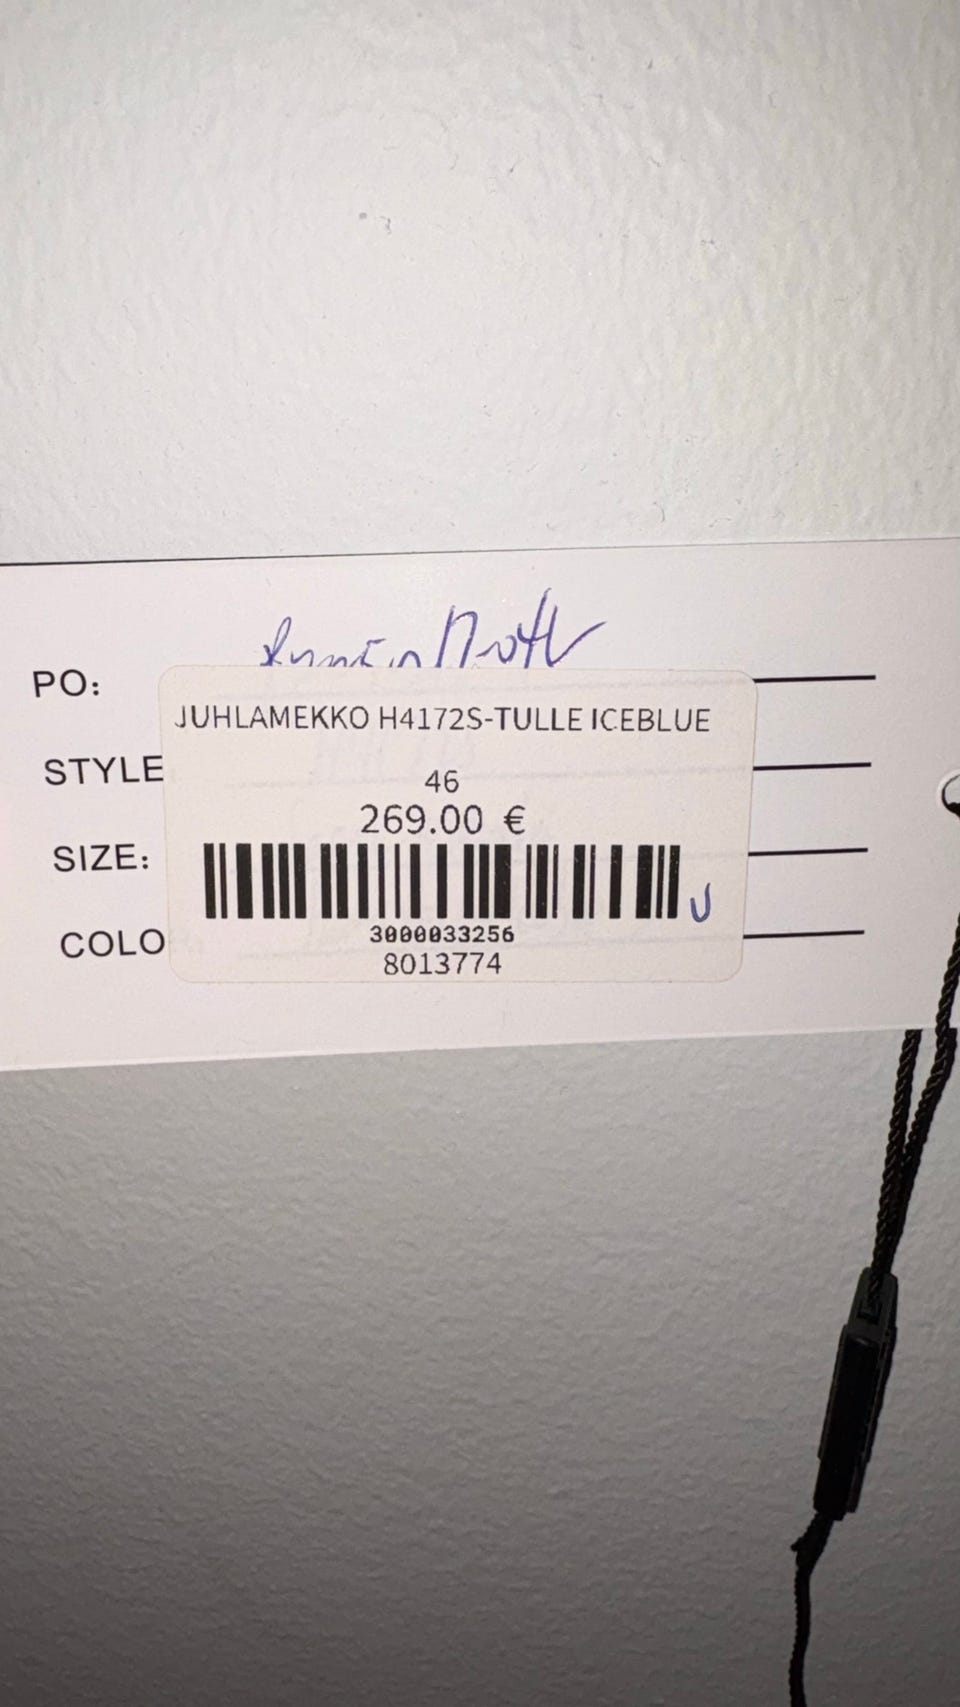 PO:
JUHLAMEKKO H4172S-TULLE ICEBLUE
STYLE
46
269.00 €
SIZE:
3000033256
COLO
8013774